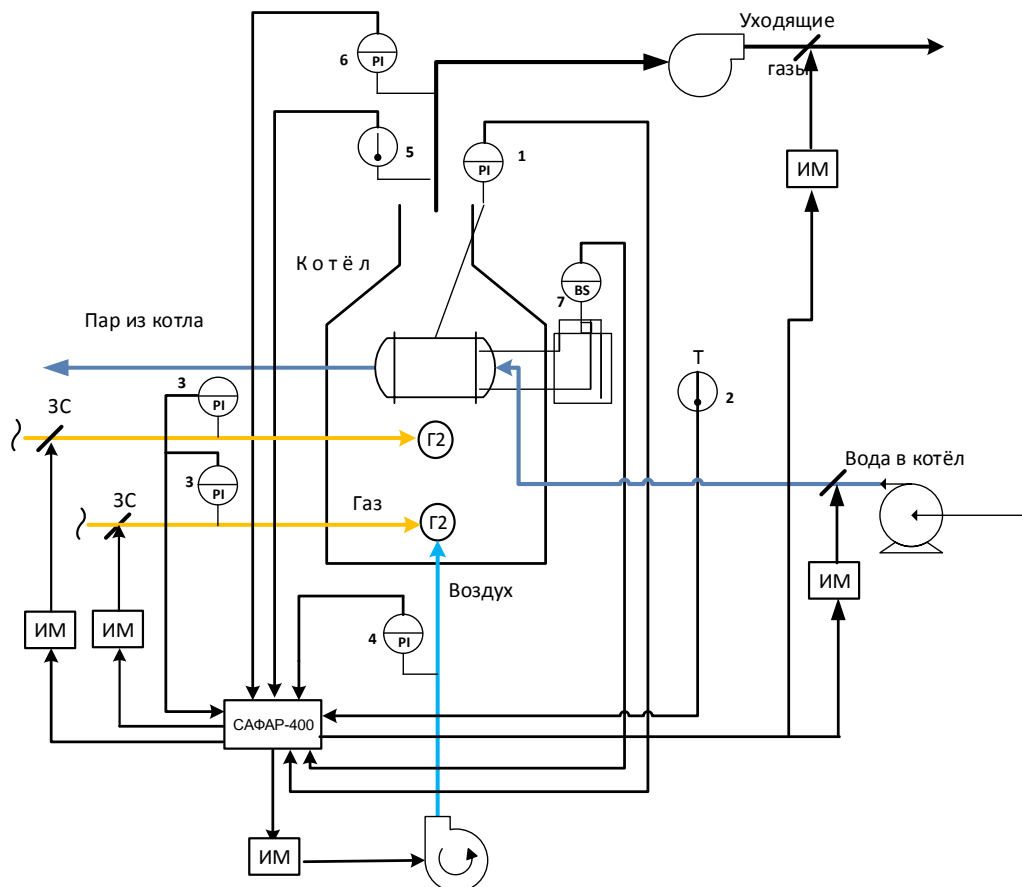 Уходящие
газы
6
PI
5
1
PI
ИМ
К о т ё л
BS
7
Пар из котла
Т
2
3
PI
ЗС
Г2
3
PI
Вода в котёл
ЗС
Газ
Г2
ИМ
Воздух
ИМ
ИМ
4
PI
САФАР-400
ИМ